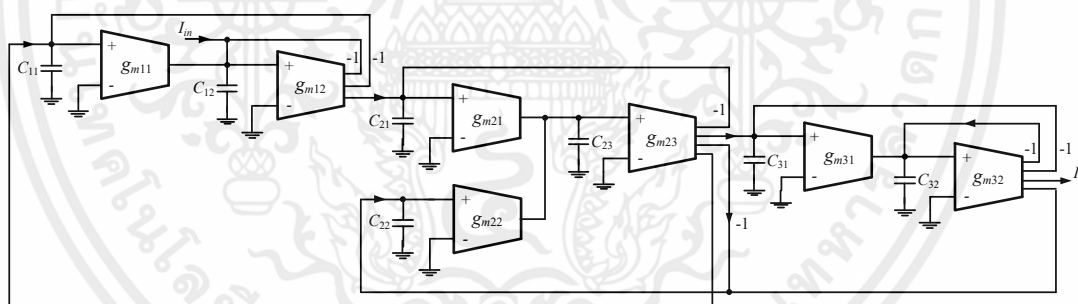 I_in
-1
-1
+
-
g_m11
C_11
C_12
+
-
g_m12
-1
C_21
+
-
g_m21
C_23
+
-
g_m23
C_22
+
-
g_m22
-1
C_31
+
-
g_m31
C_32
-1
-1
+
-
g_m32
I